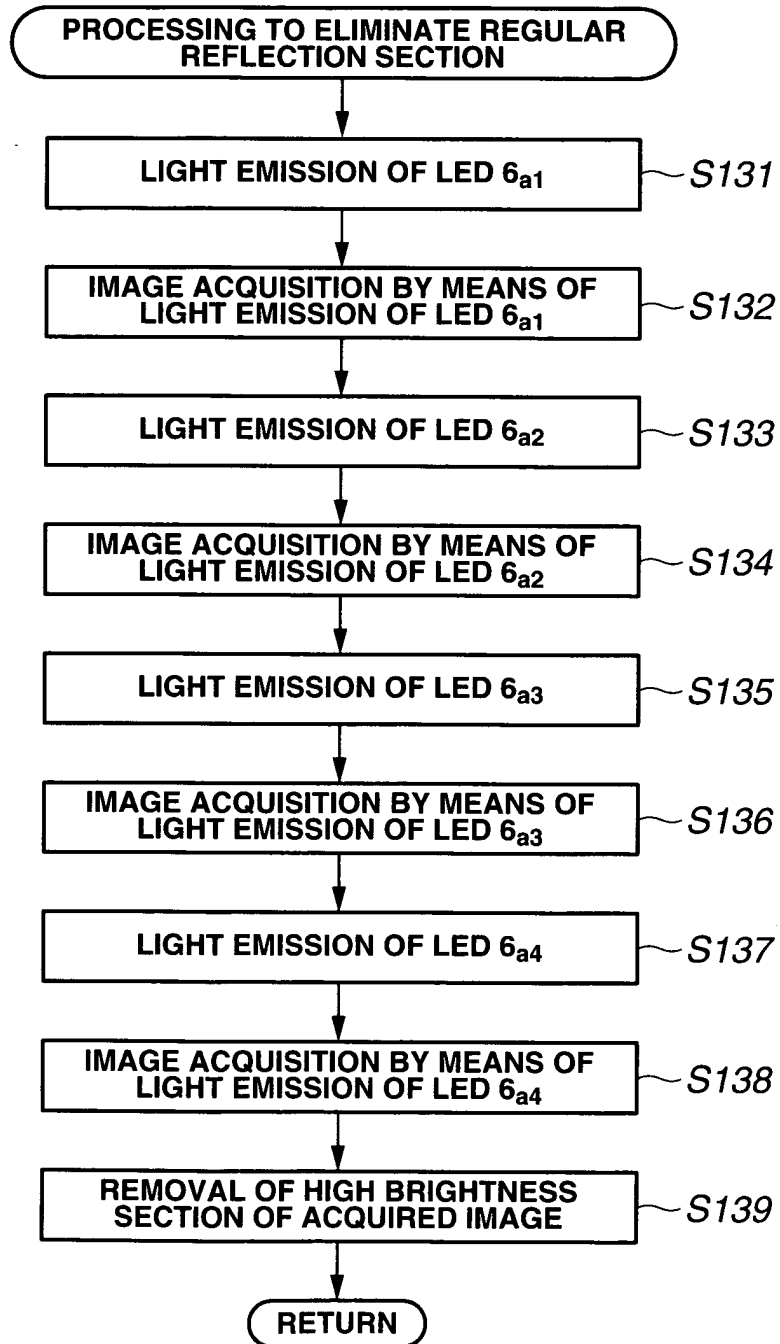 PROCESSING TO ELIMINATE REGULAR
REFLECTION SECTION
LIGHT EMISSION OF LED 6a1
S131
IMAGE ACQUISITION BY MEANS OF
LIGHT EMISSION OF LED 6a1
S132
LIGHT EMISSION OF LED 6a2
S133
IMAGE ACQUISITION BY MEANS OF
LIGHT EMISSION OF LED 6a2
S134
LIGHT EMISSION OF LED 6a3
S135
IMAGE ACQUISITION BY MEANS OF
LIGHT EMISSION OF LED 6a3
S136
LIGHT EMISSION OF LED 6a4
S137
IMAGE ACQUISITION BY MEANS OF
LIGHT EMISSION OF LED 6a4
S138
REMOVAL OF HIGH BRIGHTNESS
SECTION OF ACQUIRED IMAGE
S139
RETURN